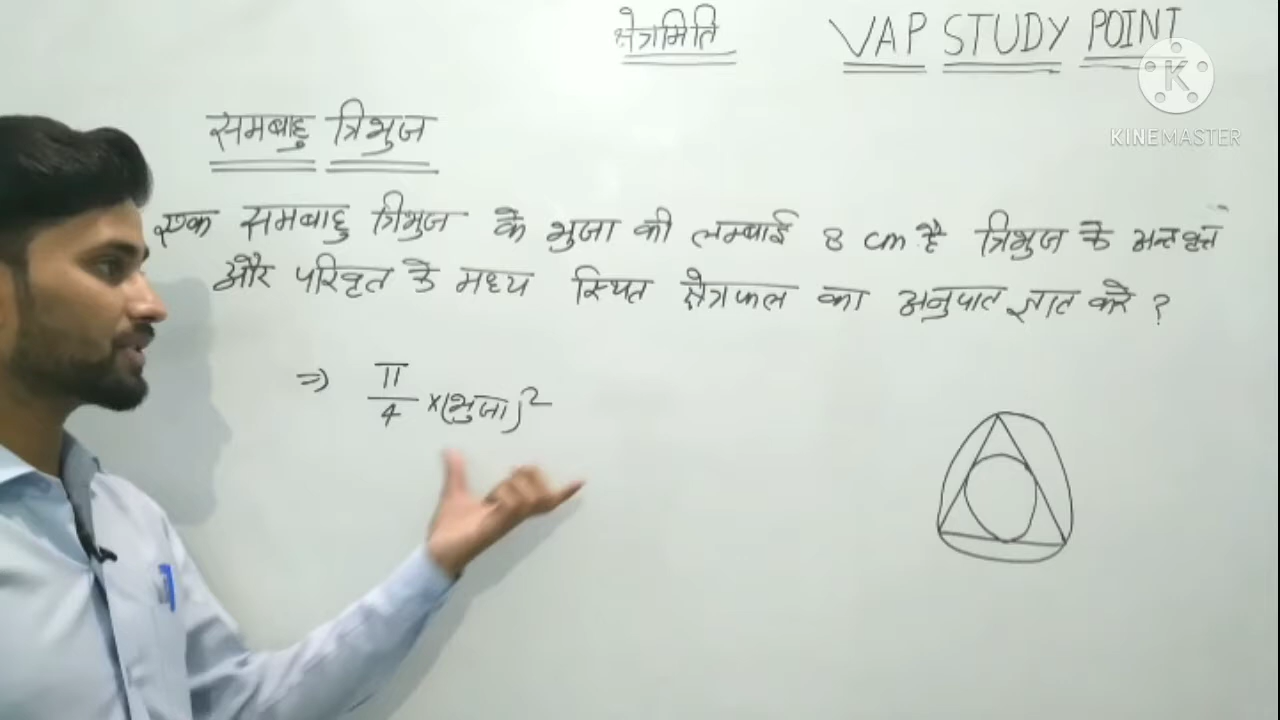 क्षेत्रमिति
VAP STUDY POINT
K
KINEMASTER
समबाहु त्रिभुज
एक समबाहु त्रिभुज के भुजा की लम्बाई 8 cm है त्रिभुज के अन्तवृत्त
और परिवृत के मध्य स्थित क्षेत्रफल का अनुपात ज्ञात करे ?
⇒ π/4 ×(भुजा)²